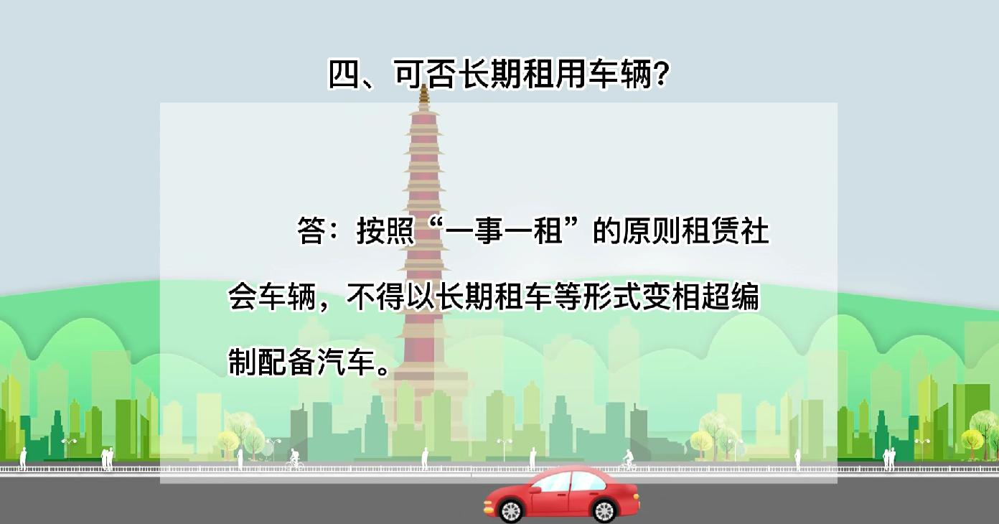 四、可否长期租用车辆？
答：按照“一事一租”的原则租赁社
会车辆，不得以长期租车等形式变相超编
制配备汽车。